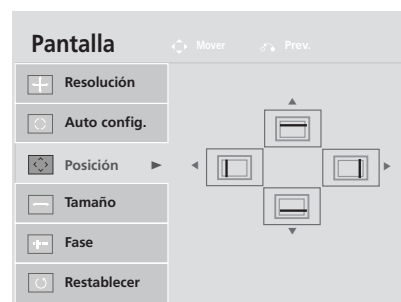 Pantalla
Mover
Prev.
Resolución
Auto config.
Posición
Tamaño
Fase
Restablecer